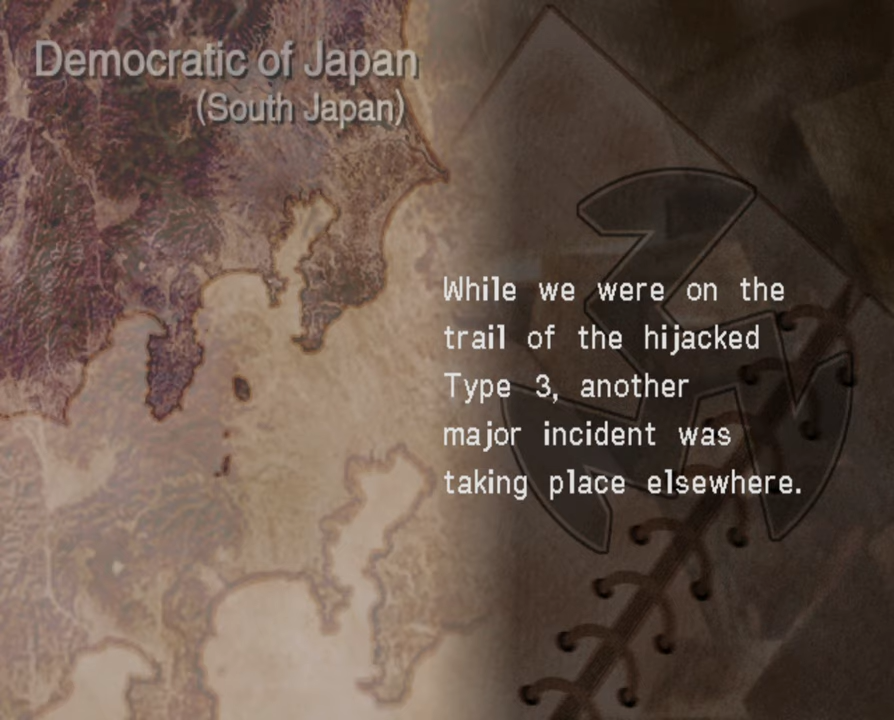 Democratic of Japan
(South Japan)
While we were on the
trail of the hijacked
Type 3, another
major incident was
taking place elsewhere.